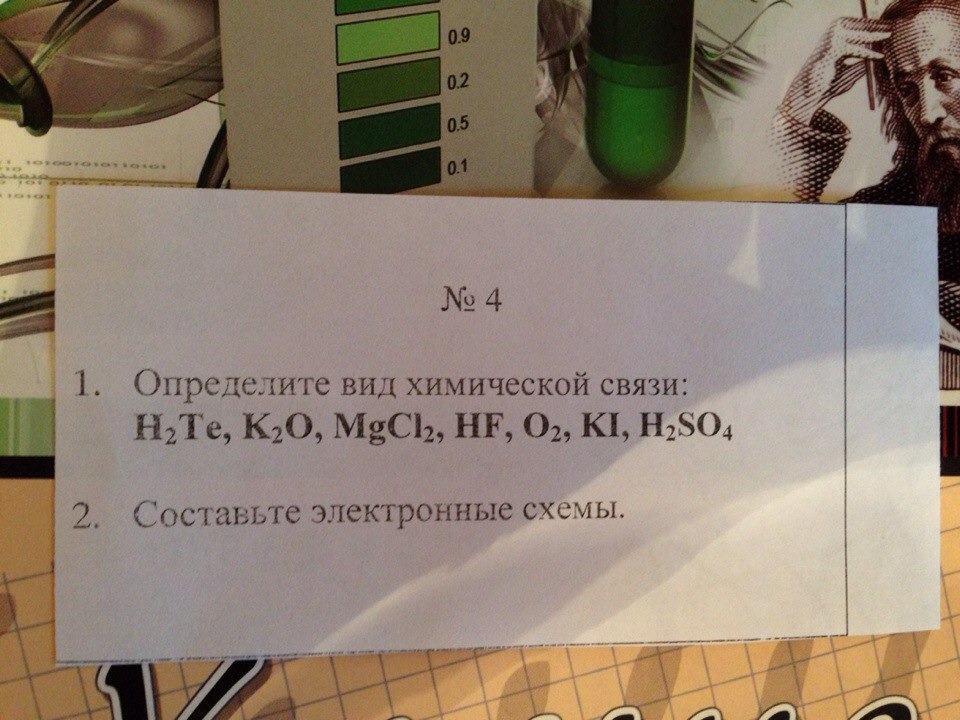 0.9
0.2
0.5
0.1
№ 4
1. Определите вид химической связи:
H₂Te, K₂O, MgCl₂, HF, O₂, KI, H₂SO₄
2. Составьте электронные схемы.